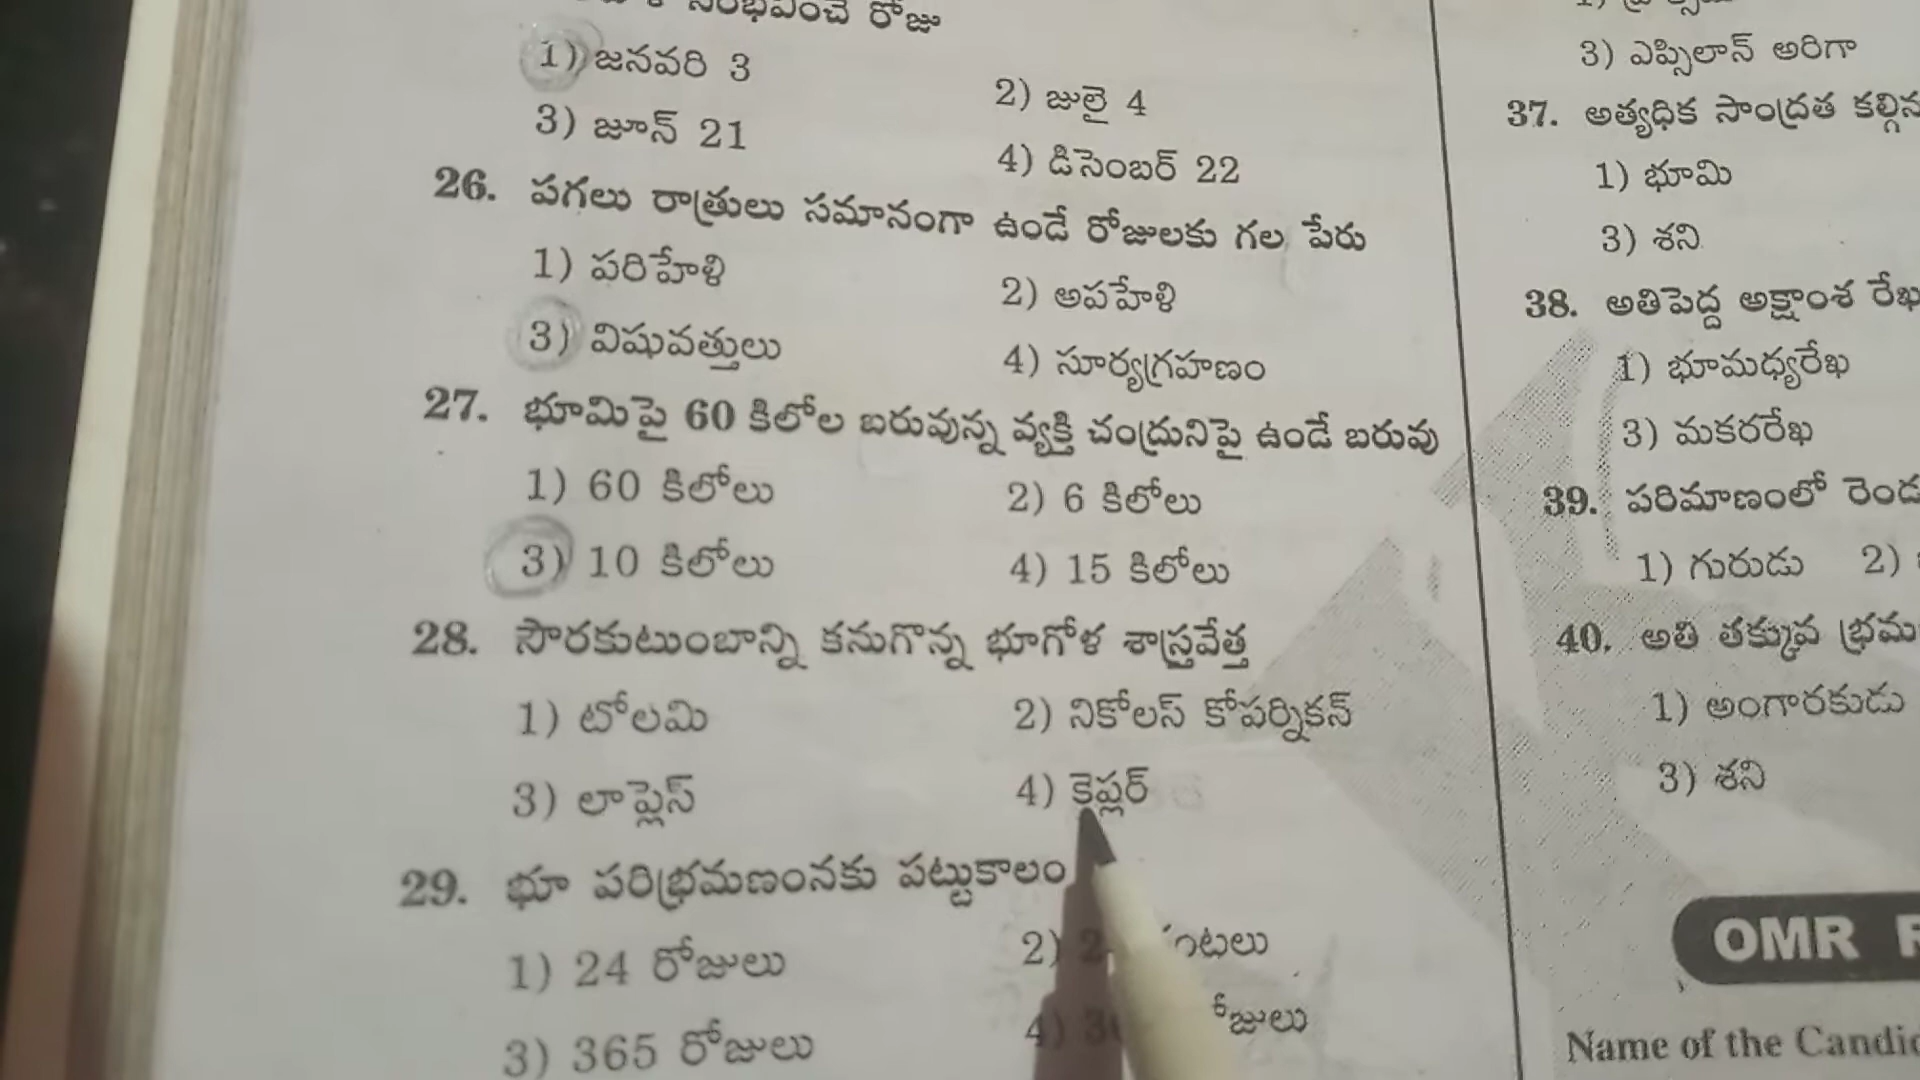 సంభవించే రోజు
1) జనవరి 3
2) జులై 4
3) జూన్ 21
4) డిసెంబర్ 22
26. పగలు రాత్రులు సమానంగా ఉండే రోజులకు గల పేరు
1) పరిహేళి
2) అపహేళి
3) విషువత్తులు
4) సూర్యగ్రహణం
27. భూమిపై 60 కిలోల బరువున్న వ్యక్తి చంద్రునిపై ఉండే బరువు
1) 60 కిలోలు
2) 6 కిలోలు
3) 10 కిలోలు
4) 15 కిలోలు
28. సౌరకుటుంబాన్ని కనుగొన్న భూగోళ శాస్త్రవేత్త
1) టోలమి
2) నికోలస్ కోపర్నికస్
3) లాప్లెస్
4) కెప్లర్
29. భూ పరిభ్రమణంనకు పట్టుకాలం
1) 24 రోజులు
2)
3) 365 రోజులు
4)
3) ఎప్సిలాన్ అరిగా
37. అత్యధిక సాంద్రత
1) భూమి
3) శని
38. అతిపెద్ద అక్షాంశ
1) భూమధ్యరేఖ
3) మకరరేఖ
39. పరిమాణంలో
1) గురుడు 2)
40. అతి తక్కువ
1) అంగారకుడు
3) శని
OMR
Name of the